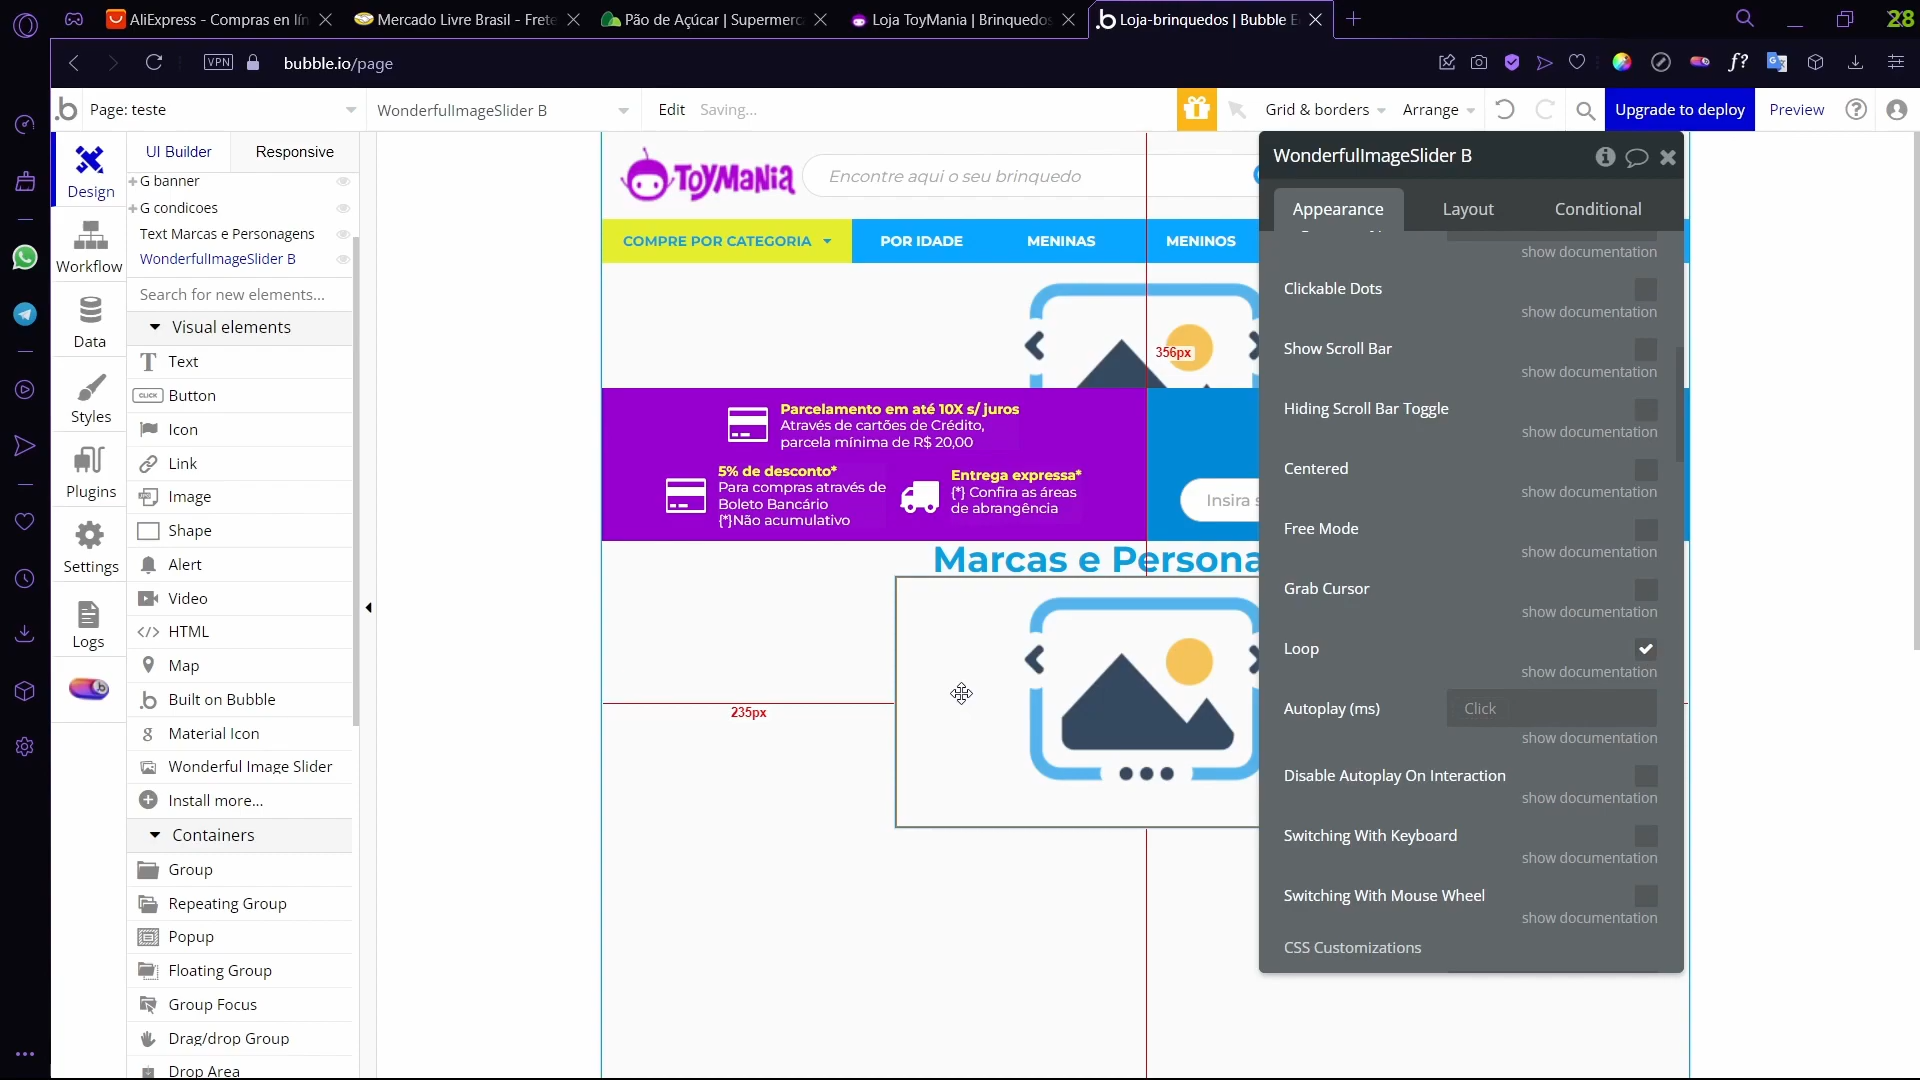 AliExpress - Compras en lín
Mercado Livre Brasil - Frete
Pão de Açúcar | Supermerc
Loja ToyMania | Brinquedos
Loja-brinquedos | Bubble E
28
VPN
bubble.io/page
f?
Page: teste
WonderfulImageSlider B
Edit
Saving...
Grid & borders
Arrange
Upgrade to deploy
Preview
UI Builder
Responsive
Design
Workflow
Data
Styles
Plugins
Settings
Logs
G banner
G condicoes
Text Marcas e Personagens
WonderfulImageSlider B
Search for new elements...
Visual elements
Text
CLICK
Button
Icon
Link
Image
Shape
Alert
Video
HTML
Map
Built on Bubble
Material Icon
Wonderful Image Slider
Install more...
Containers
Group
Repeating Group
Popup
Floating Group
Group Focus
Drag/drop Group
Drop Area
TOYMANIA
Encontre aqui o seu brinquedo
COMPRE POR CATEGORIA
POR IDADE
MENINAS
MENINOS
356px
Parcelamento em até 10X s/ juros
Através de cartões de Crédito,
parcela mínima de R$ 20,00
5% de desconto*
Para compras através de
Boleto Bancário
{*}Não acumulativo
Entrega expressa*
{*} Confira as áreas
de abrangência
Insira s
Marcas e Persona
235px
WonderfulImageSlider B
Appearance
Layout
Conditional
show documentation
Clickable Dots
show documentation
Show Scroll Bar
show documentation
Hiding Scroll Bar Toggle
show documentation
Centered
show documentation
Free Mode
show documentation
Grab Cursor
show documentation
Loop
show documentation
Autoplay (ms)
Click
show documentation
Disable Autoplay On Interaction
show documentation
Switching With Keyboard
show documentation
Switching With Mouse Wheel
show documentation
CSS Customizations